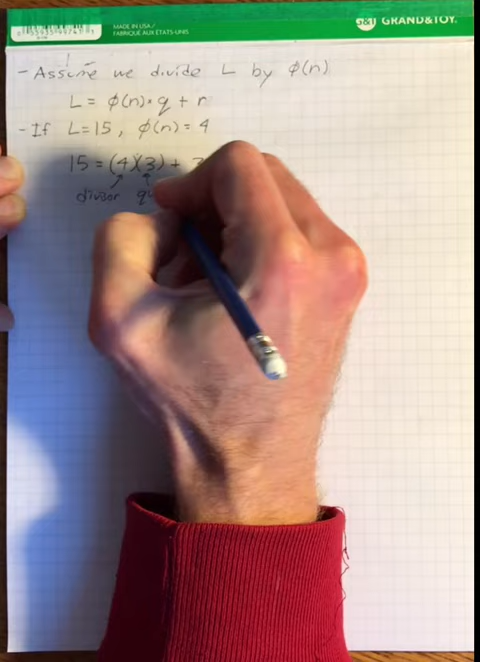 MADE IN USA/
FABRIQUÉ AUX ÉTATS-UNIS
G&T GRAND&TOY.
- Assume we divide L by φ(n)
L = φ(n)·q + r
- If L=15, φ(n)=4
15 = (4)(3) +
divisor